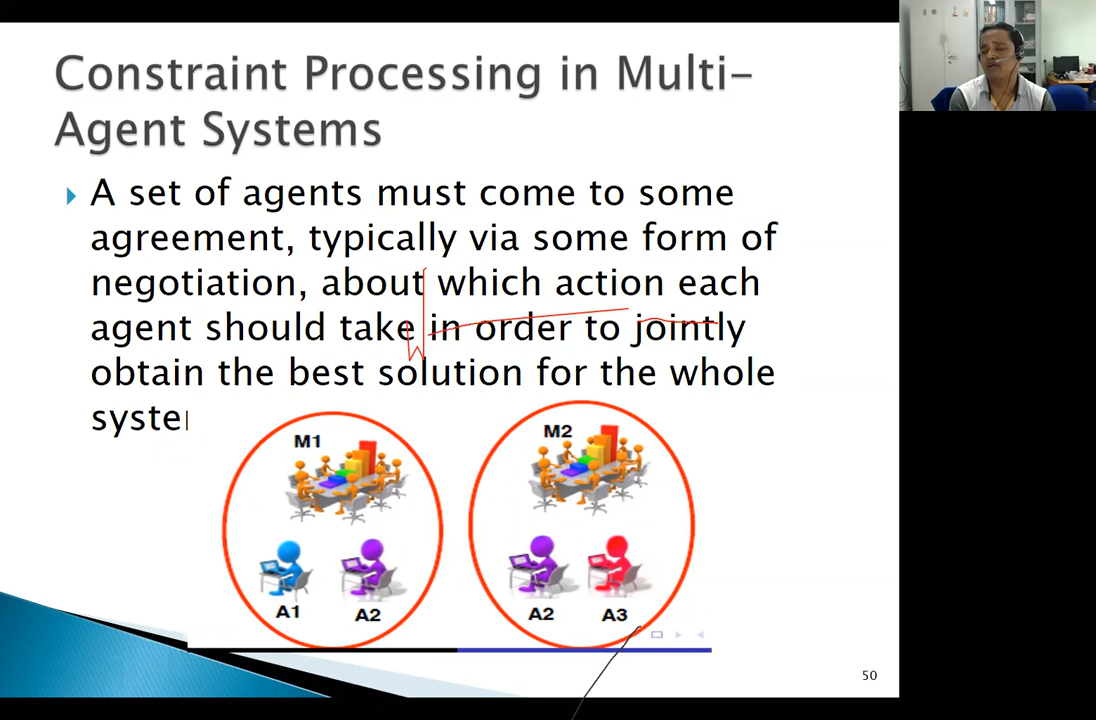 Constraint Processing in Multi-
Agent Systems
A set of agents must come to some
agreement, typically via some form of
negotiation, about which action each
agent should take in order to jointly
obtain the best solution for the whole
syste
M1
M2
A1
A2
A2
A3
50